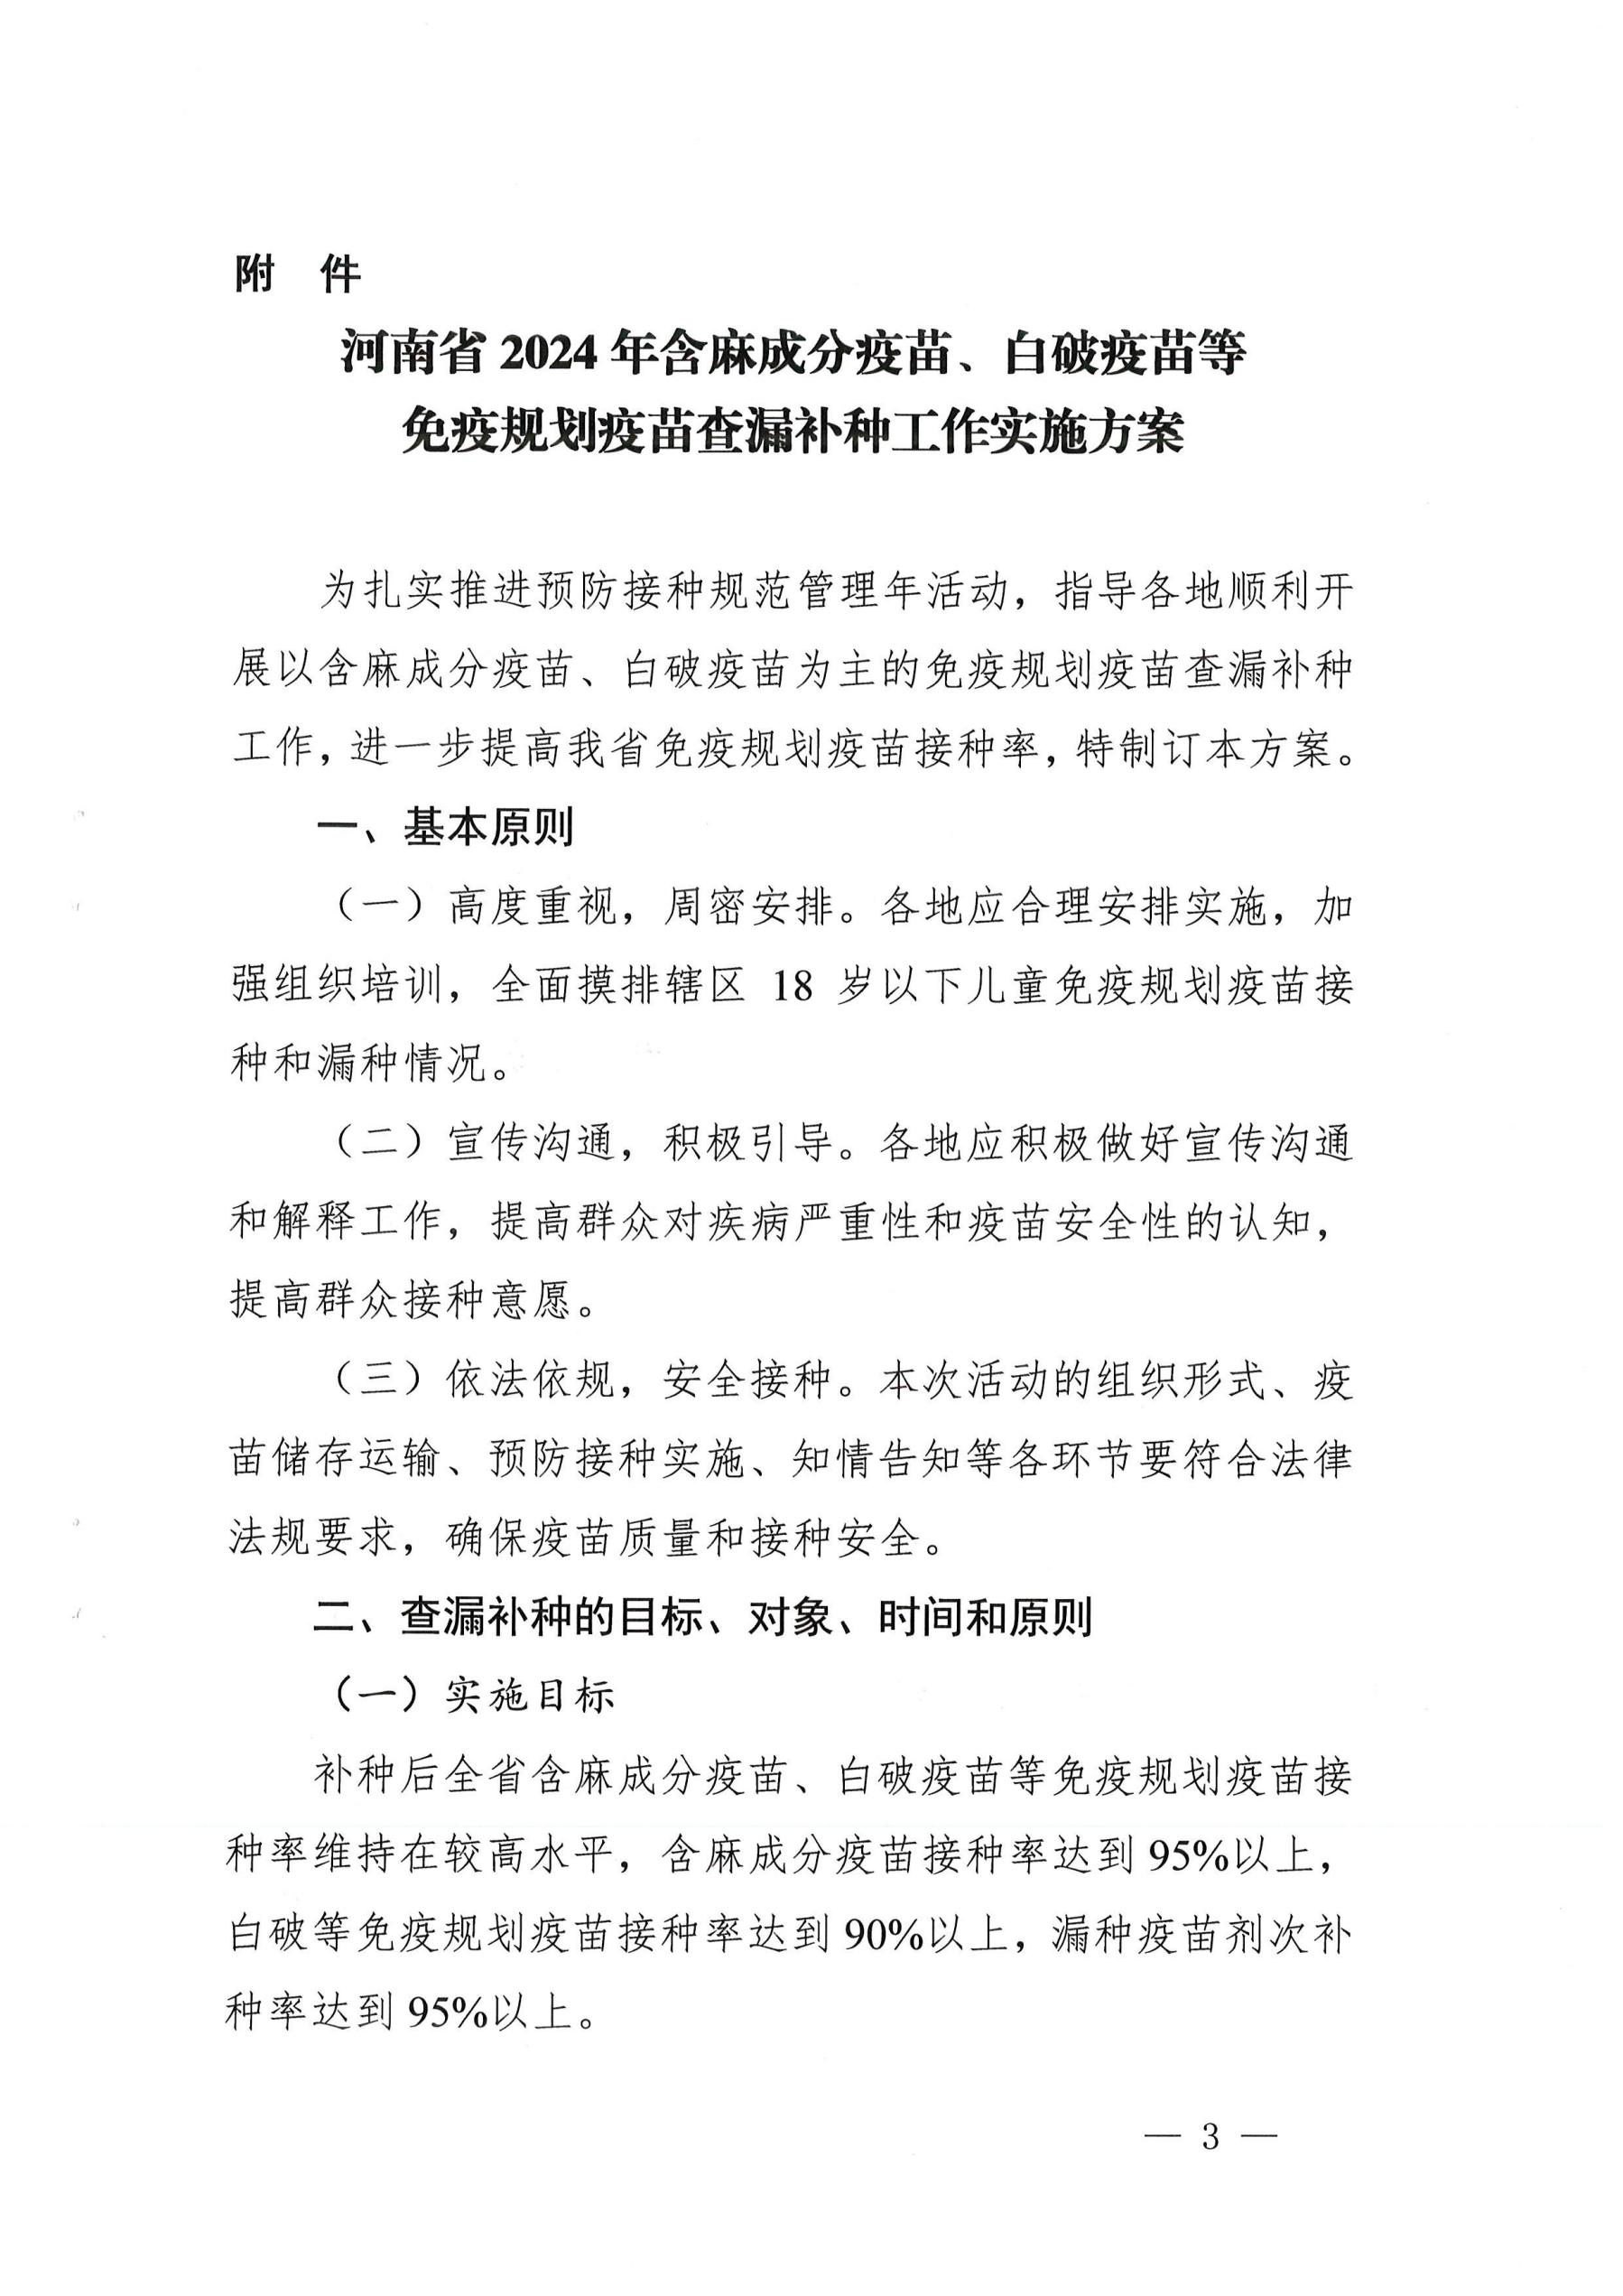 附　件
河南省 2024 年含麻成分疫苗、白破疫苗等
免疫规划疫苗查漏补种工作实施方案
为扎实推进预防接种规范管理年活动，指导各地顺利开
展以含麻成分疫苗、白破疫苗为主的免疫规划疫苗查漏补种
工作，进一步提高我省免疫规划疫苗接种率，特制订本方案。
一、基本原则
（一）高度重视，周密安排。各地应合理安排实施，加
强组织培训，全面摸排辖区 18 岁以下儿童免疫规划疫苗接
种和漏种情况。
（二）宣传沟通，积极引导。各地应积极做好宣传沟通
和解释工作，提高群众对疾病严重性和疫苗安全性的认知，
提高群众接种意愿。
（三）依法依规，安全接种。本次活动的组织形式、疫
苗储存运输、预防接种实施、知情告知等各环节要符合法律
法规要求，确保疫苗质量和接种安全。
二、查漏补种的目标、对象、时间和原则
（一）实施目标
补种后全省含麻成分疫苗、白破疫苗等免疫规划疫苗接
种率维持在较高水平，含麻成分疫苗接种率达到 95%以上，
白破等免疫规划疫苗接种率达到 90%以上，漏种疫苗剂次补
种率达到 95%以上。
— 3 —